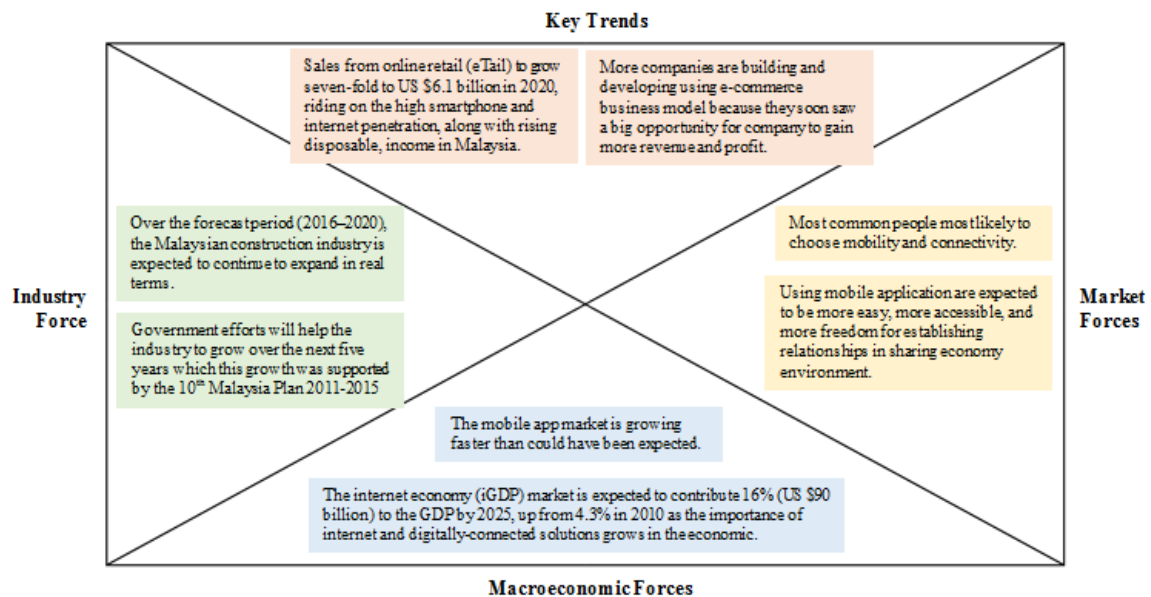 Key Trends
Sales from online retail (eTail) to grow
seven-fold to US $6.1 billion in 2020,
riding on the high smartphone and
internet penetration, along with rising
disposable, income in Malaysia.
More companies are building and
developing using e-commerce
business model because they soon saw
a big opportunity for company to gain
more revenue and profit.
Industry
Force
Over the forecast period (2016–2020),
the Malaysian construction industry is
expected to continue to expand in real
terms.
Government efforts will help the
industry to grow over the next five
years which this growth was supported
by the 10th Malaysia Plan 2011-2015
Most common people most likely to
choose mobility and connectivity.
Using mobile application are expected
to be more easy, more accessible, and
more freedom for establishing
relationships in sharing economy
environment.
Market
Forces
The mobile app market is growing
faster than could have been expected.
The internet economy (iGDP) market is expected to contribute 16% (US $90
billion) to the GDP by 2025, up from 4.3% in 2010 as the importance of
internet and digitally-connected solutions grows in the economic.
Macroeconomic Forces